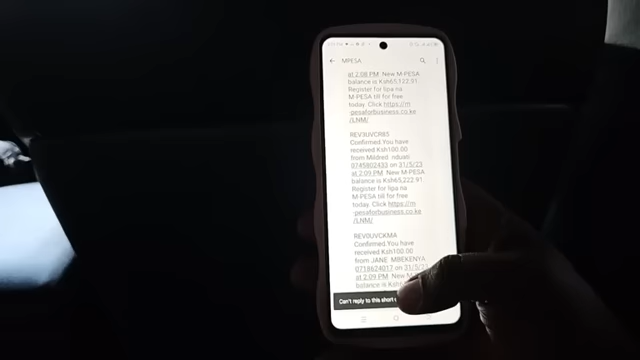 MPESA
at 2:08 PM New M-PESA
balance is Ksh65,122.91.
Register for lipa na
M-PESA till for free
today. Click https://m
-pesaforbusiness.co.ke
/LNM/
Confirmed.You have
received Ksh100.00
from Mildred nduati
0745802433 on 31/5/23
at 2:09 PM New M-PESA
balance is Ksh65,222.91.
Register for lipa na
M-PESA till for free
today. Click https://m
-pesaforbusiness.co.ke
/LNM/
REV0UVCKMA
Confirmed.You have
received Ksh100.00
from JANE MBEKENYA
0718624017 on 31/5/
at 2:09 PM New M-PESA
balance is Ksh
Can't reply to this short